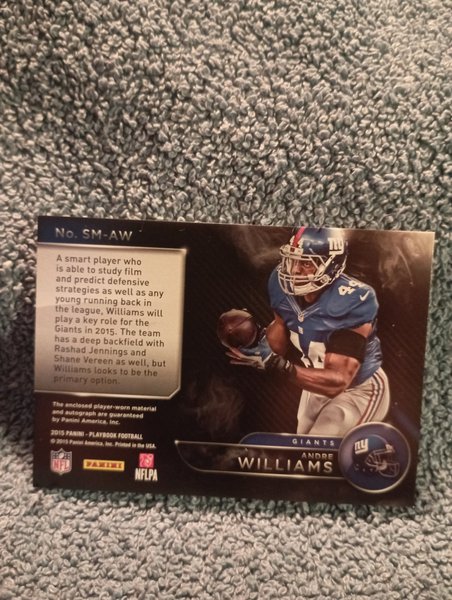 No. SM-AW
A smart player who
is able to study film
and predict defensive
strategies as well as any
young running back in
the league, Williams will
play a key role for the
Giants in 2015. The team
has a deep backfield with
Rashad Jennings and
Shane Vereen as well, but
Williams looks to be the
primary option.
The enclosed player-worn material
and autograph are guaranteed
by Panini America, Inc.
2015 PANINI - PLAYBOOK FOOTBALL
© 2015 Panini America, Inc. Printed in the USA.
NFL
PANINI
NFLPA
44
ny
GIANTS
ANDRE
WILLIAMS
ny